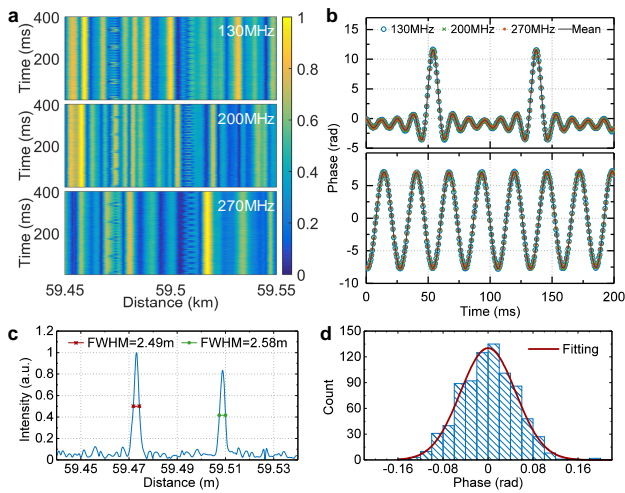 a
400
200
Time (ms)
130MHz
400
200
Time (ms)
200MHz
400
200
Time (ms)
270MHz
59.45 59.5 59.55
Distance (km)
1
0.8
0.6
0.4
0.2
0
b
130MHz 200MHz 270MHz Mean
15
10
5
0
-5
Phase (rad)
10
5
0
-5
-10
0 50 100 150 200
Time (ms)
c
FWHM=2.49m FWHM=2.58m
1.2
1
0.8
0.6
0.4
0.2
0
Intensity (a.u.)
59.45 59.47 59.49 59.51 59.53
Distance (m)
d
Fitting
150
120
90
60
30
0
Count
-0.16 -0.08 0 0.08 0.16
Phase (rad)